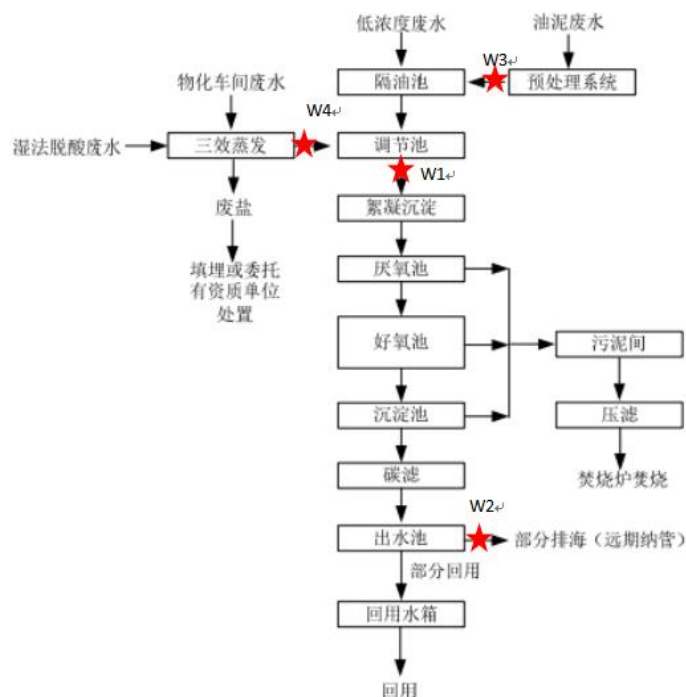 低浓度废水
油泥废水
W3
物化车间废水
隔油池
预处理系统
W4
湿法脱酸废水
三效蒸发
调节池
W1
废盐
絮凝沉淀
填埋或委托
有资质单位
处置
厌氧池
好氧池
污泥间
沉淀池
压滤
碳滤
焚烧炉焚烧
W2
出水池
部分排海（远期纳管）
部分回用
回用水箱
回用